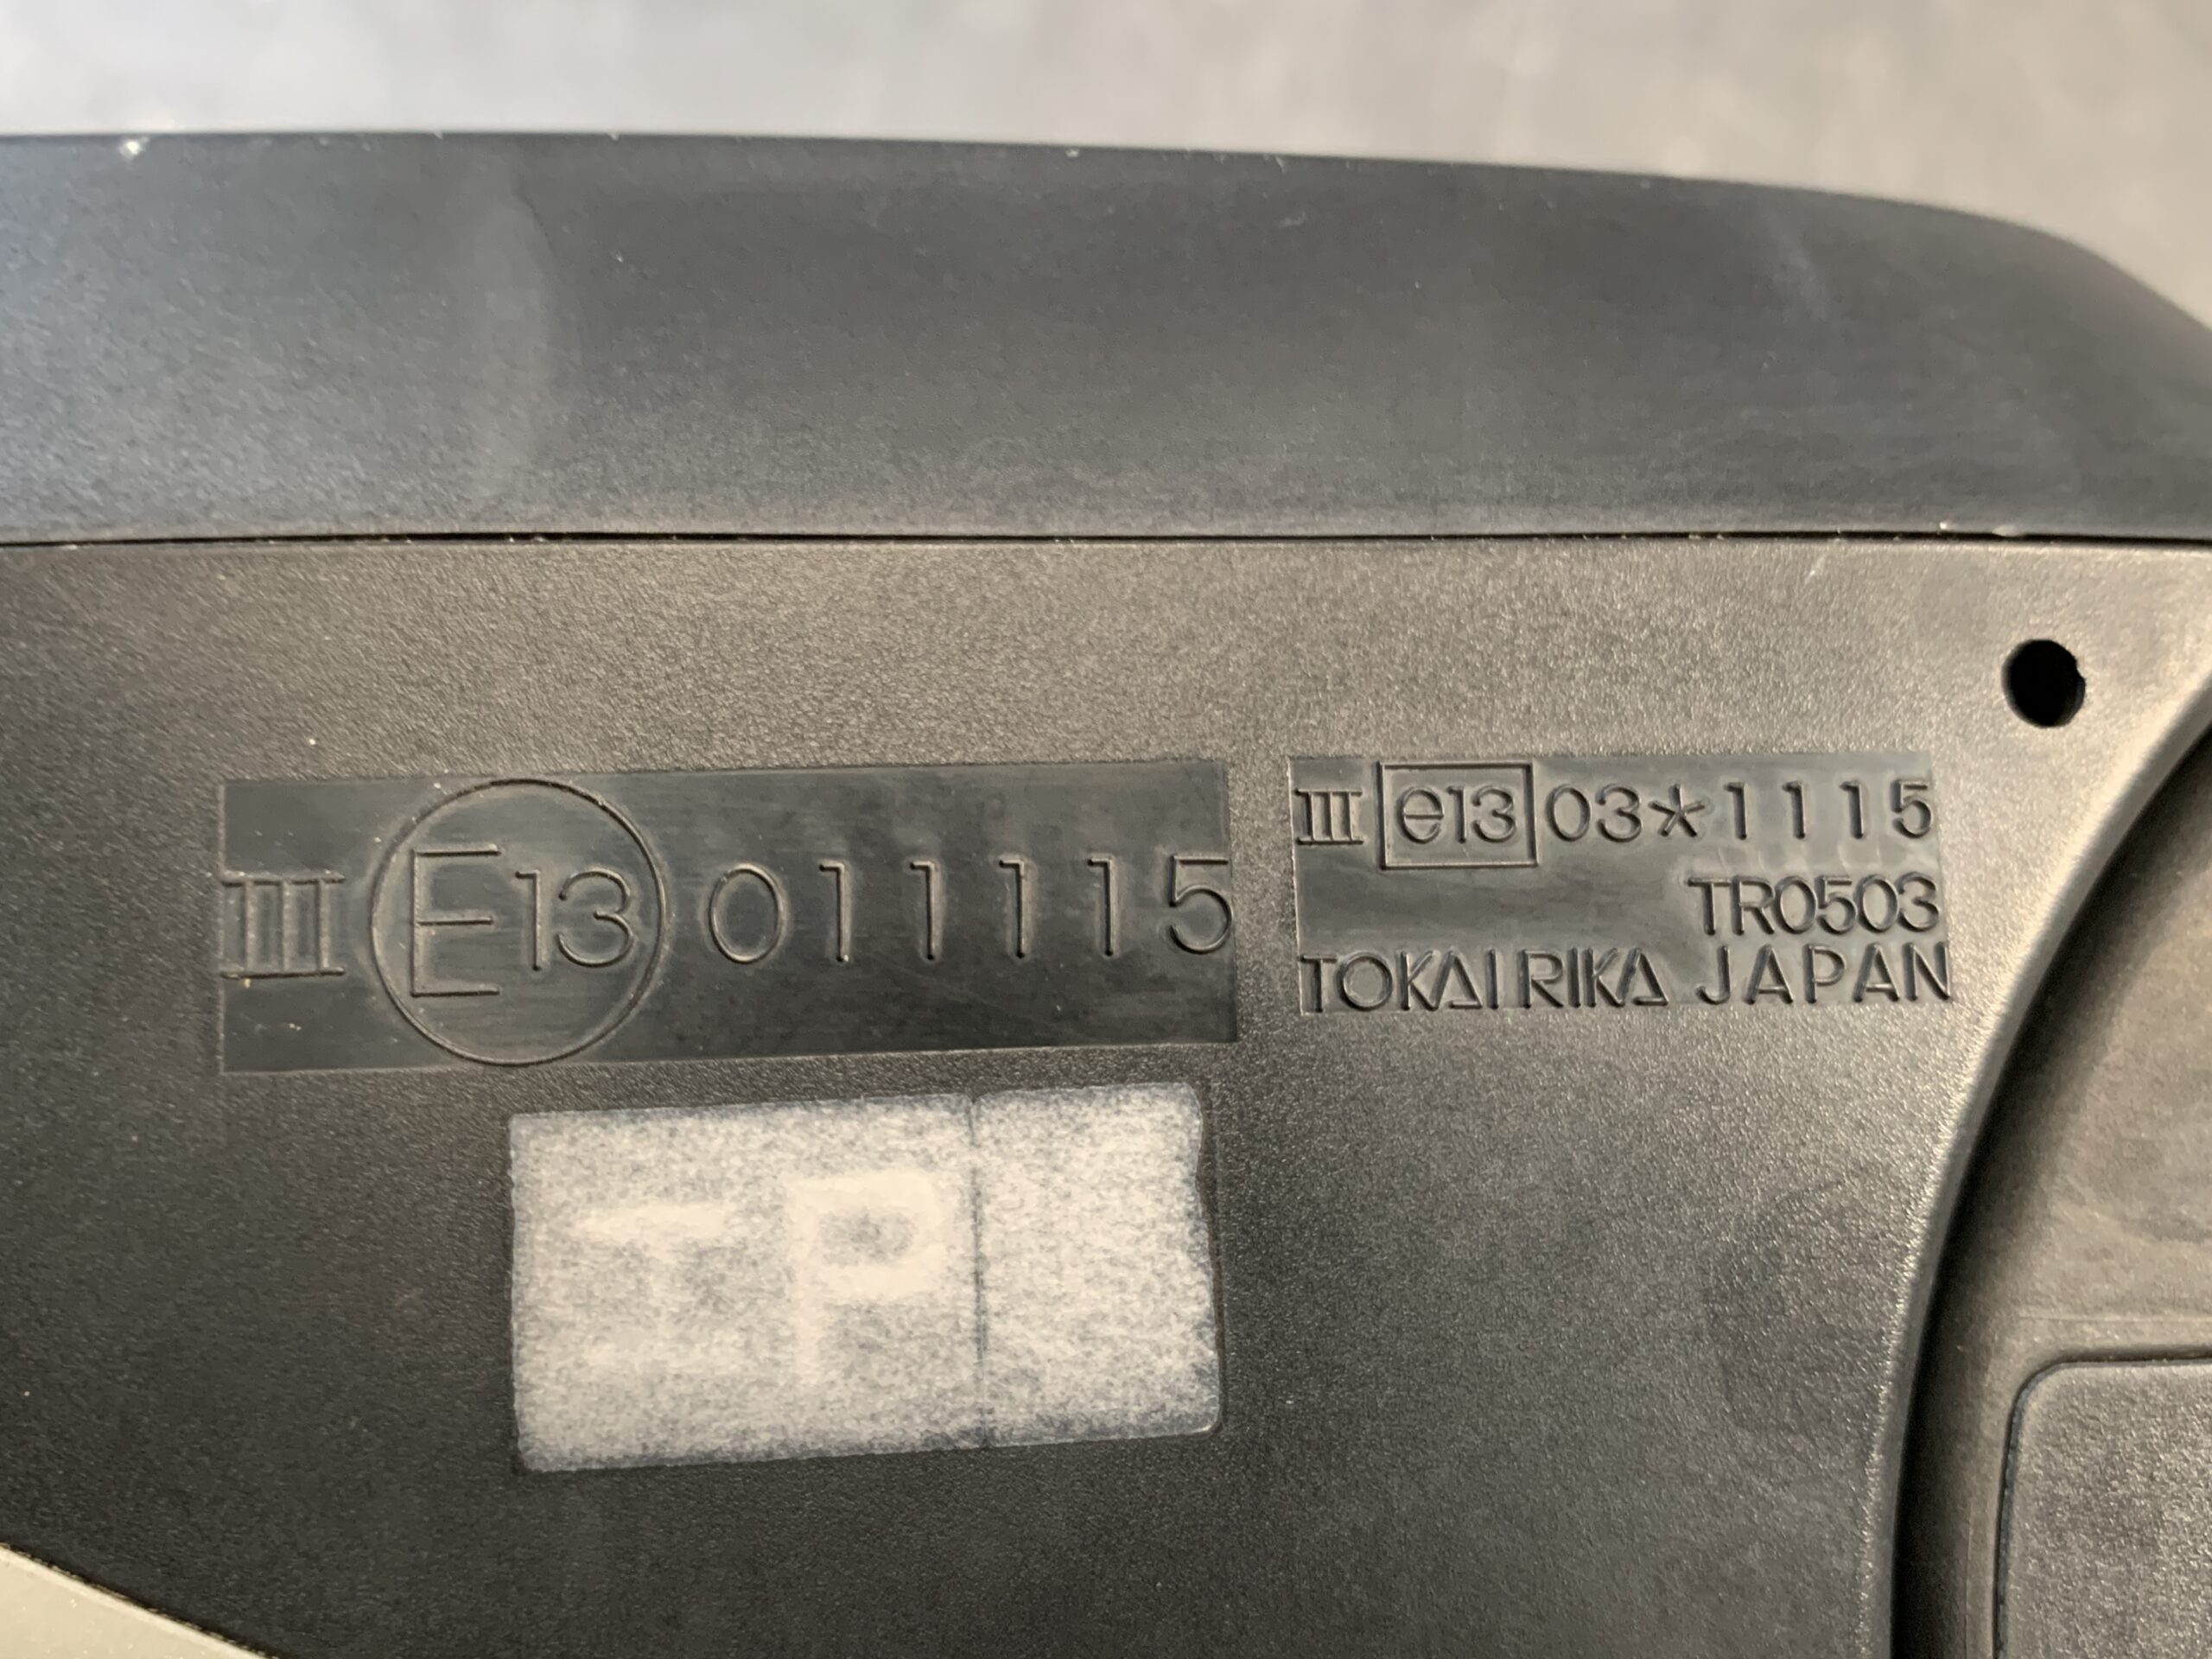 III E13 011115
III e13 03*1115
TR0503
TOKAI RIKA JAPAN